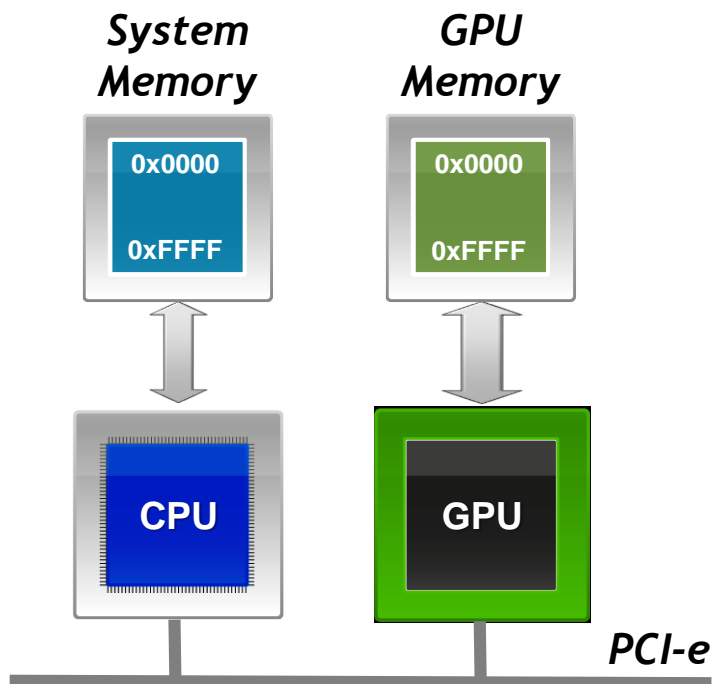 System
Memory
GPU
Memory
0x0000
0xFFFF
0x0000
0xFFFF
CPU
GPU
PCI-e